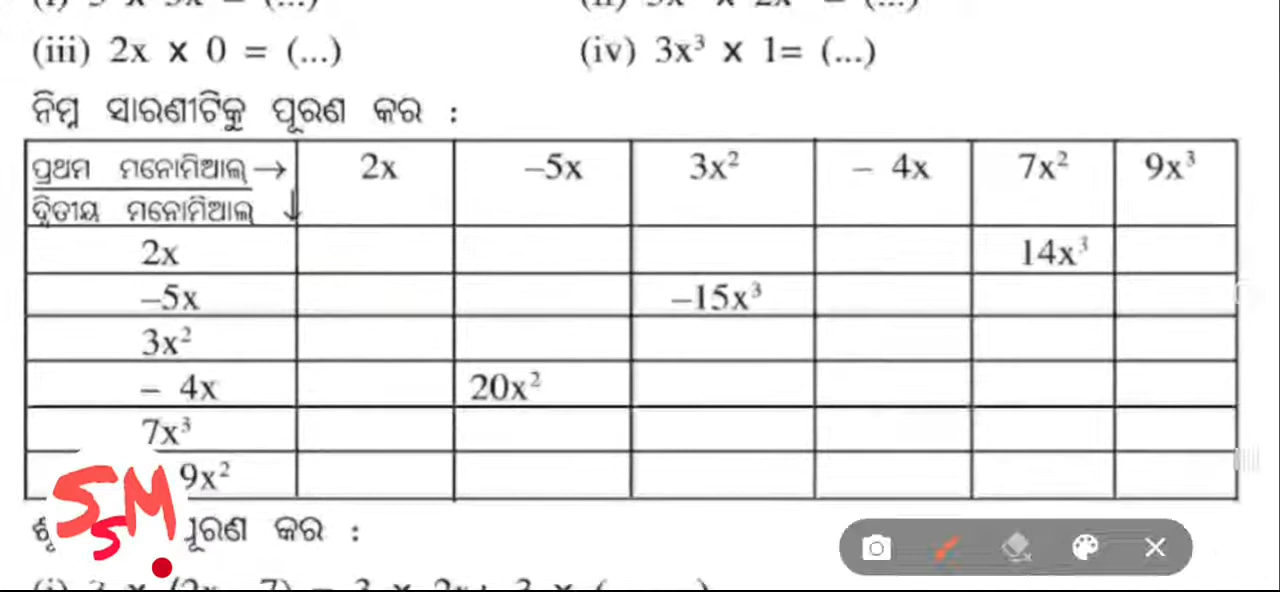 (iii) 2x x 0 = (...) (iv) 3x³ x 1= (...)
ନିମ୍ନ ସାରଣୀଟିକୁ ପୂରଣ କର :
ପ୍ରଥମ ମନୋମିଆଲ୍ → 2x –5x 3x² – 4x 7x² 9x³
ଦ୍ୱିତୀୟ ମନୋମିଆଲ୍ ↓
2x 14x³
–5x –15x³
3x²
– 4x 20x²
7x³
9x²
SM
S
ପୂରଣ କର :